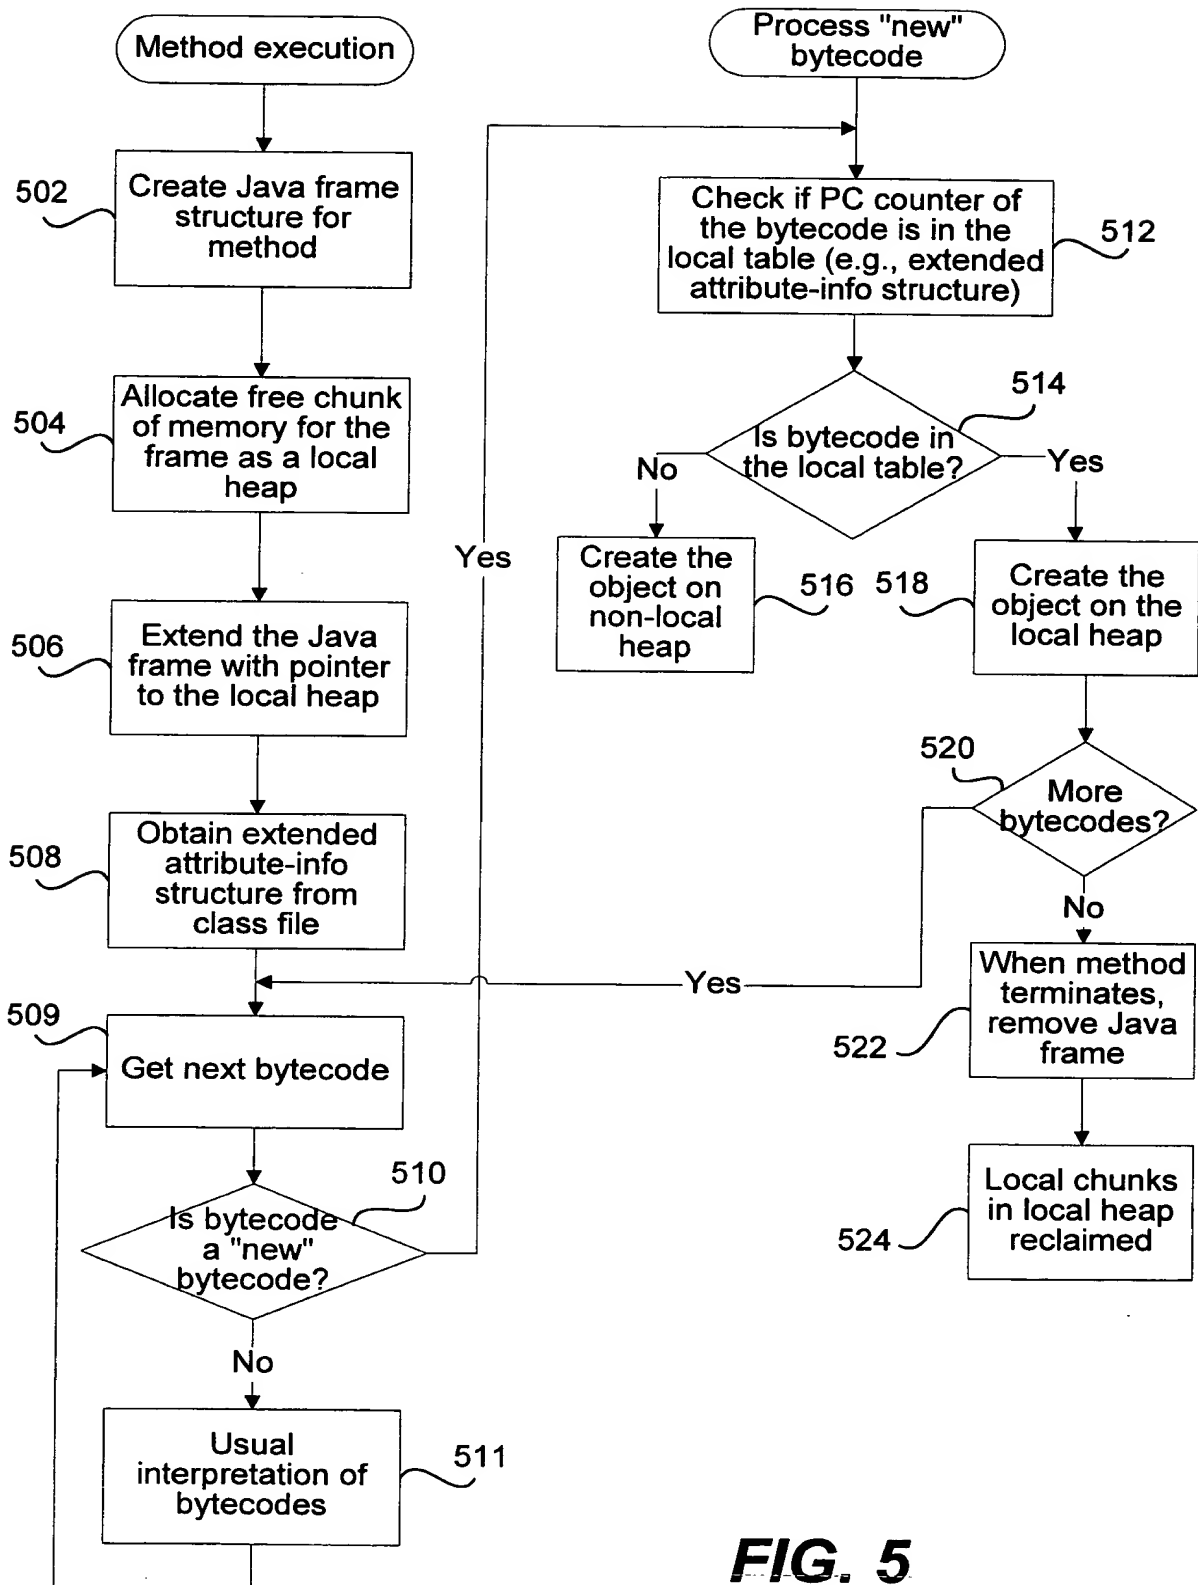 Method execution
502
Create Java frame
structure for
method
504
Allocate free chunk
of memory for the
frame as a local
heap
506
Extend the Java
frame with pointer
to the local heap
508
Obtain extended
attribute-info
structure from
class file
509
Get next bytecode
510
Is bytecode
a "new"
bytecode?
No
Yes
511
Usual
interpretation of
bytecodes
Process "new"
bytecode
Check if PC counter of
the bytecode is in the
local table (e.g., extended
attribute-info structure)
512
514
Is bytecode in
the local table?
No
Yes
Create the
object on
non-local
heap
516
518
Create the
object on the
local heap
520
More
bytecodes?
Yes
No
When method
terminates,
remove Java
frame
522
Local chunks
in local heap
reclaimed
524
FIG. 5